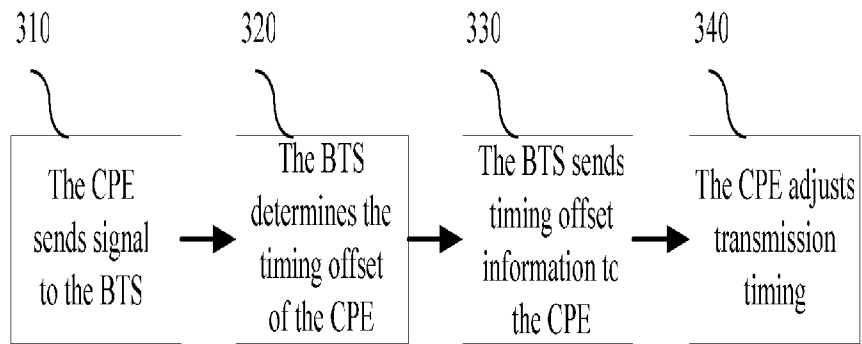 310
320
330
340
The CPE
sends signal
to the BTS
The BTS
determines the
timing offset
of the CPE
The BTS sends
timing offset
information to
the CPE
The CPE adjusts
transmission
timing